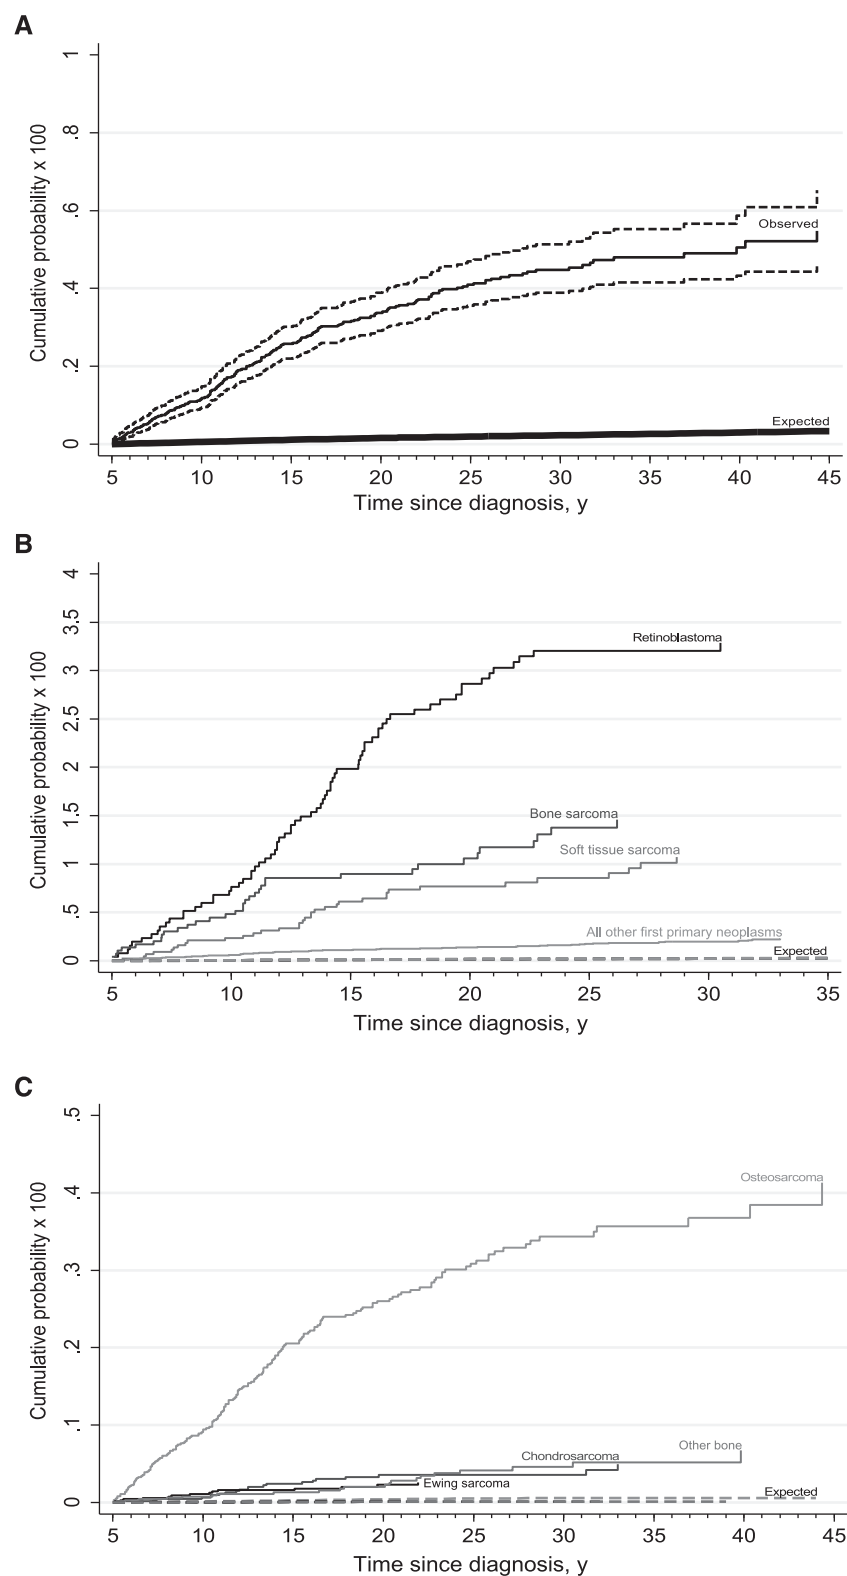 A
Cumulative probability x 100
1
.8
.6
.4
.2
0
Observed
Expected
5 10 15 20 25 30 35 40 45
Time since diagnosis, y
B
Cumulative probability x 100
4
3.5
3
2.5
2
1.5
1
.5
0
Retinoblastoma
Bone sarcoma
Soft tissue sarcoma
All other first primary neoplasms
Expected
5 10 15 20 25 30 35
Time since diagnosis, y
C
Cumulative probability x 100
.5
.4
.3
.2
.1
0
Osteosarcoma
Other bone
Chondrosarcoma
Ewing sarcoma
Expected
5 10 15 20 25 30 35 40 45
Time since diagnosis, y